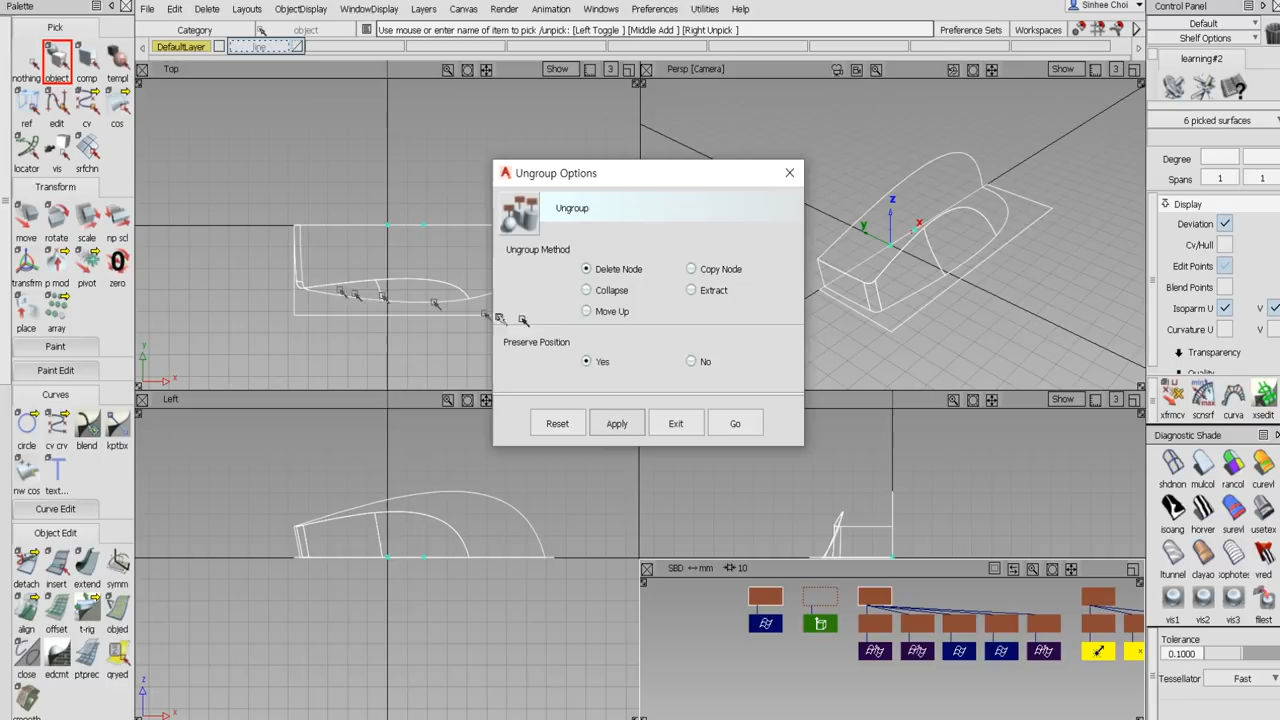 Palette
File
Edit
Delete
Layouts
ObjectDisplay
WindowDisplay
Layers
Canvas
Render
Animation
Windows
Preferences
Utilities
Help
Sinhee Choi
Control Panel
Category
object
Use mouse or enter name of item to pick /unpick: [Left Toggle ] [Middle Add ] [Right Unpick ]
Preference Sets
Workspaces
Default
Shelf Options
DefaultLayer
line
Pick
nothing
object
comp
templ
ref
edit
cv
cos
locator
vis
srfchn
Transform
move
rotate
scale
np scl
transfrm
p mod
pivot
zero
0
place
array
Paint
Paint Edit
Curves
circle
cv crv
blend
kptbx
nw cos
text...
Curve Edit
Object Edit
detach
insert
extend
symm
align
offset
t-rig
objed
close
edcmt
ptprec
qryed
smooth
Top
Show
3
Persp [Camera]
Show
3
x
y
z
Left
Show
3
x
y
z
x
z
Ungroup Options
Ungroup
Ungroup Method
Delete Node
Copy Node
Collapse
Extract
Move Up
Preserve Position
Yes
No
Reset
Apply
Exit
Go
SBD
mm
10
learning#2
6 picked surfaces
Degree
Spans
1
1
Display
Deviation
Cv/Hull
Edit Points
Blend Points
Isoparm U
V
Curvature U
V
Transparency
xfrmcv
scnsrf
curva
xsedit
Diagnostic Shade
shdnon
mulcol
rancol
curevl
isoang
horver
surevl
usetex
ltunnel
clayao
vred
vis1
vis2
vis3
filest
Tolerance
0.1000
Tessellator
Fast